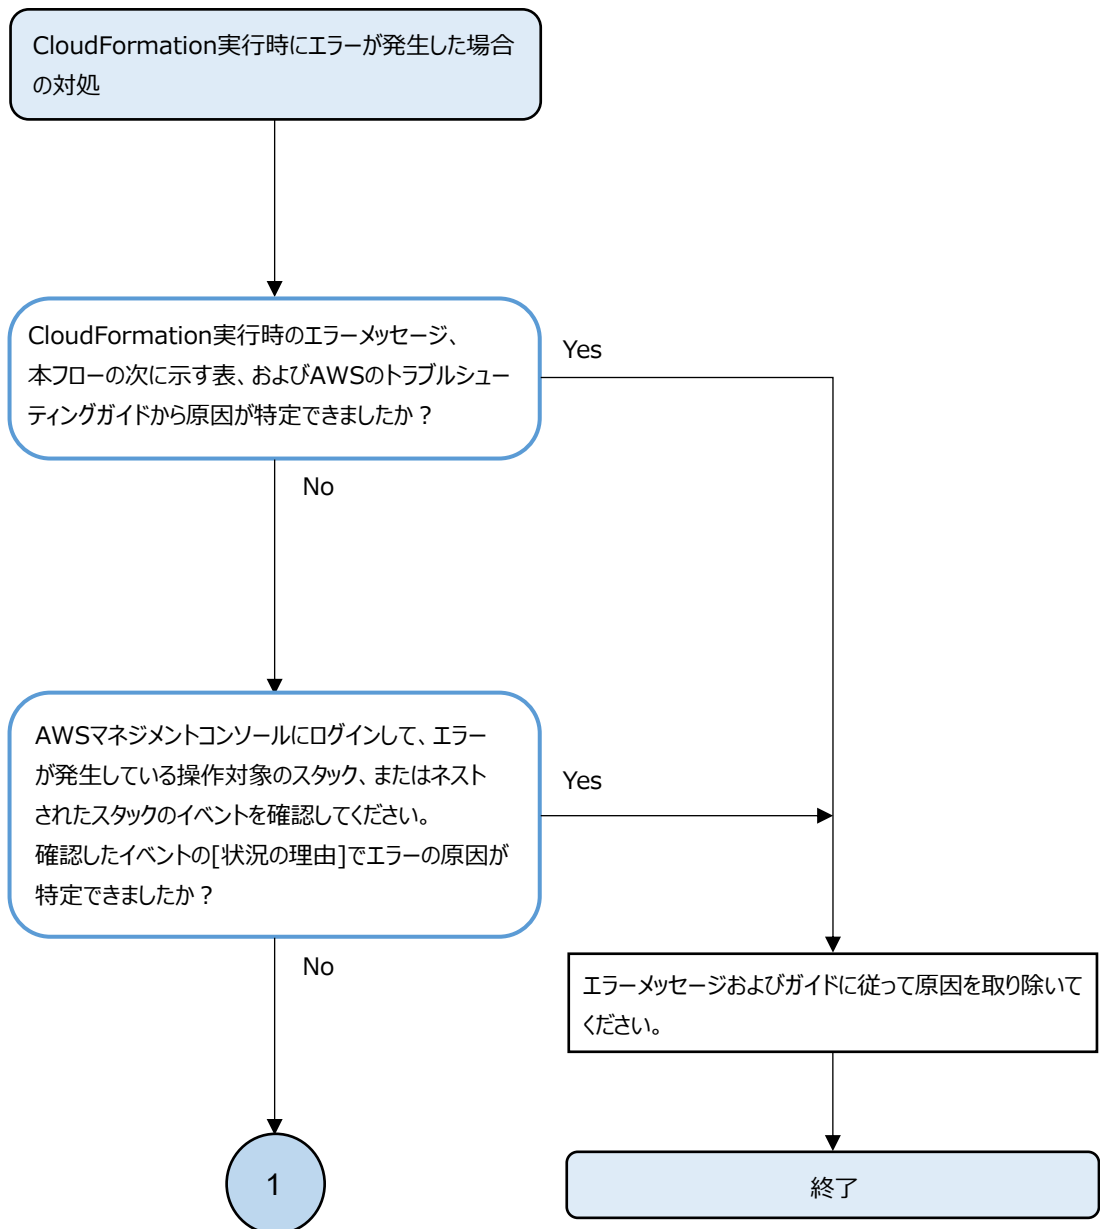 CloudFormation実行時にエラーが発生した場合
の対処
CloudFormation実行時のエラーメッセージ、
本フローの次に示す表、およびAWSのトラブルシュー
ティングガイドから原因が特定できましたか？
Yes
No
AWSマネジメントコンソールにログインして、エラー
が発生している操作対象のスタック、またはネスト
されたスタックのイベントを確認してください。
確認したイベントの[状況の理由]でエラーの原因が
特定できましたか？
Yes
No
エラーメッセージおよびガイドに従って原因を取り除いて
ください。
1
終了